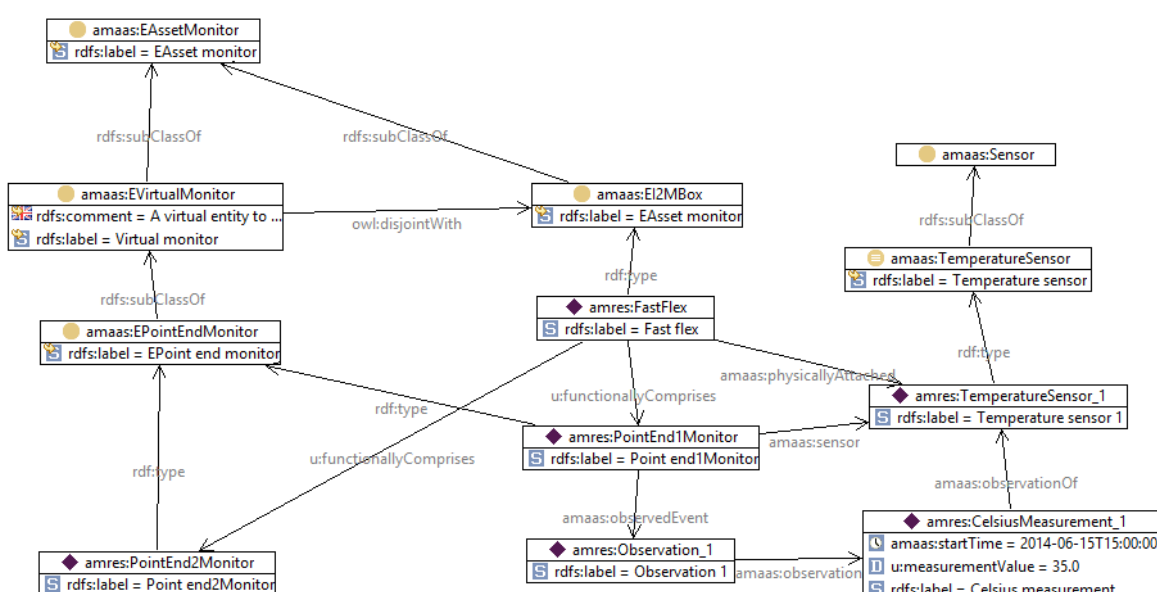 amaas:EAssetMonitor
rdfs:label = EAsset monitor
rdfs:subClassOf
rdfs:subClassOf
amaas:Sensor
amaas:EVirtualMonitor
rdfs:comment = A virtual entity to ...
rdfs:label = Virtual monitor
owl:disjointWith
amaas:EI2MBox
rdfs:label = EAsset monitor
rdfs:subClassOf
amaas:TemperatureSensor
rdfs:label = Temperature sensor
rdf:type
rdfs:subClassOf
amres:FastFlex
rdfs:label = Fast flex
amaas:EPointEndMonitor
rdfs:label = EPoint end monitor
rdf:type
amaas:physicallyAttached
u:functionallyComprises
amres:TemperatureSensor_1
rdfs:label = Temperature sensor 1
rdf:type
amres:PointEnd1Monitor
rdfs:label = Point end1Monitor
amaas:sensor
u:functionallyComprises
rdf:type
amaas:observationOf
amaas:observedEvent
amres:CelsiusMeasurement_1
amaas:startTime = 2014-06-15T15:00:00
u:measurementValue = 35.0
rdfs:label = Celsius measurement
amres:Observation_1
rdfs:label = Observation 1
amaas:observation
amres:PointEnd2Monitor
rdfs:label = Point end2Monitor